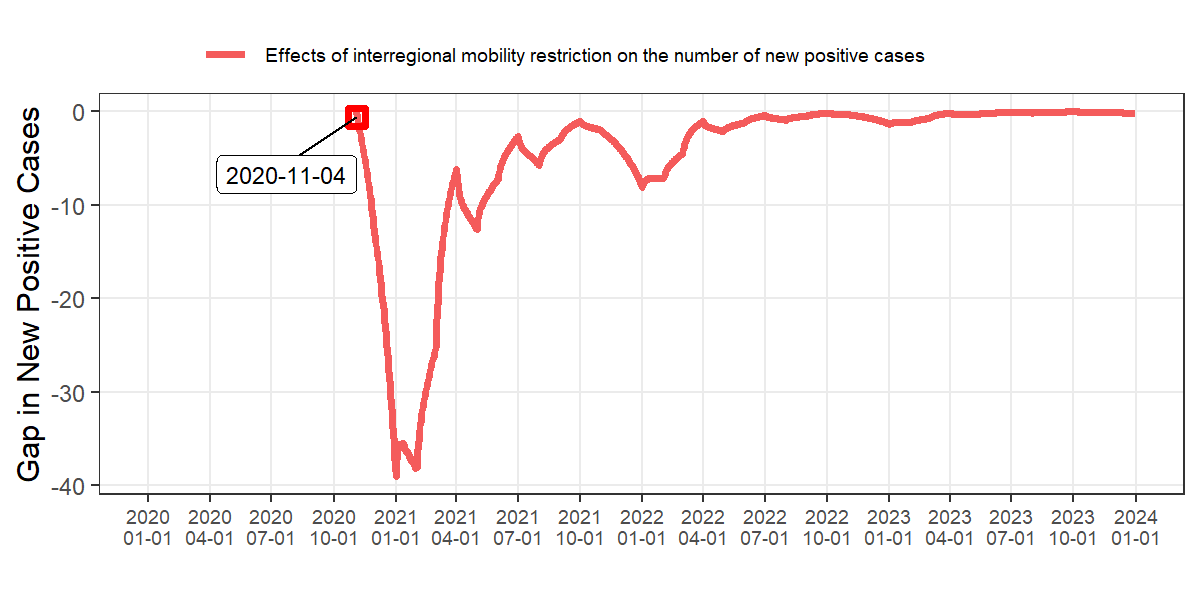 Effects of interregional mobility restriction on the number of new positive cases
Gap in New Positive Cases
0
-10
-20
-30
-40
2020-11-04
2020 2020 2020 2020 2021 2021 2021 2021 2022 2022 2022 2022 2023 2023 2023 2023 2024
01-01 04-01 07-01 10-01 01-01 04-01 07-01 10-01 01-01 04-01 07-01 10-01 01-01 04-01 07-01 10-01 01-01